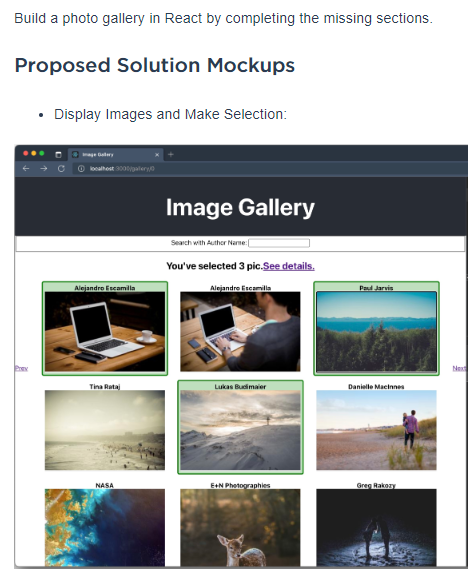 Build a photo gallery in React by completing the missing sections.
Proposed Solution Mockups
• Display Images and Make Selection:
Image Gallery
localhost:3000/gallery/0
Image Gallery
Search with Author Name:
You've selected 3 pic.See details.
Alejandro Escamilla Alejandro Escamilla Paul Jarvis
Prev Next
Tina Rataj Lukas Budimaier Danielle MacInnes
NASA E+N Photographies Greg Rakozy